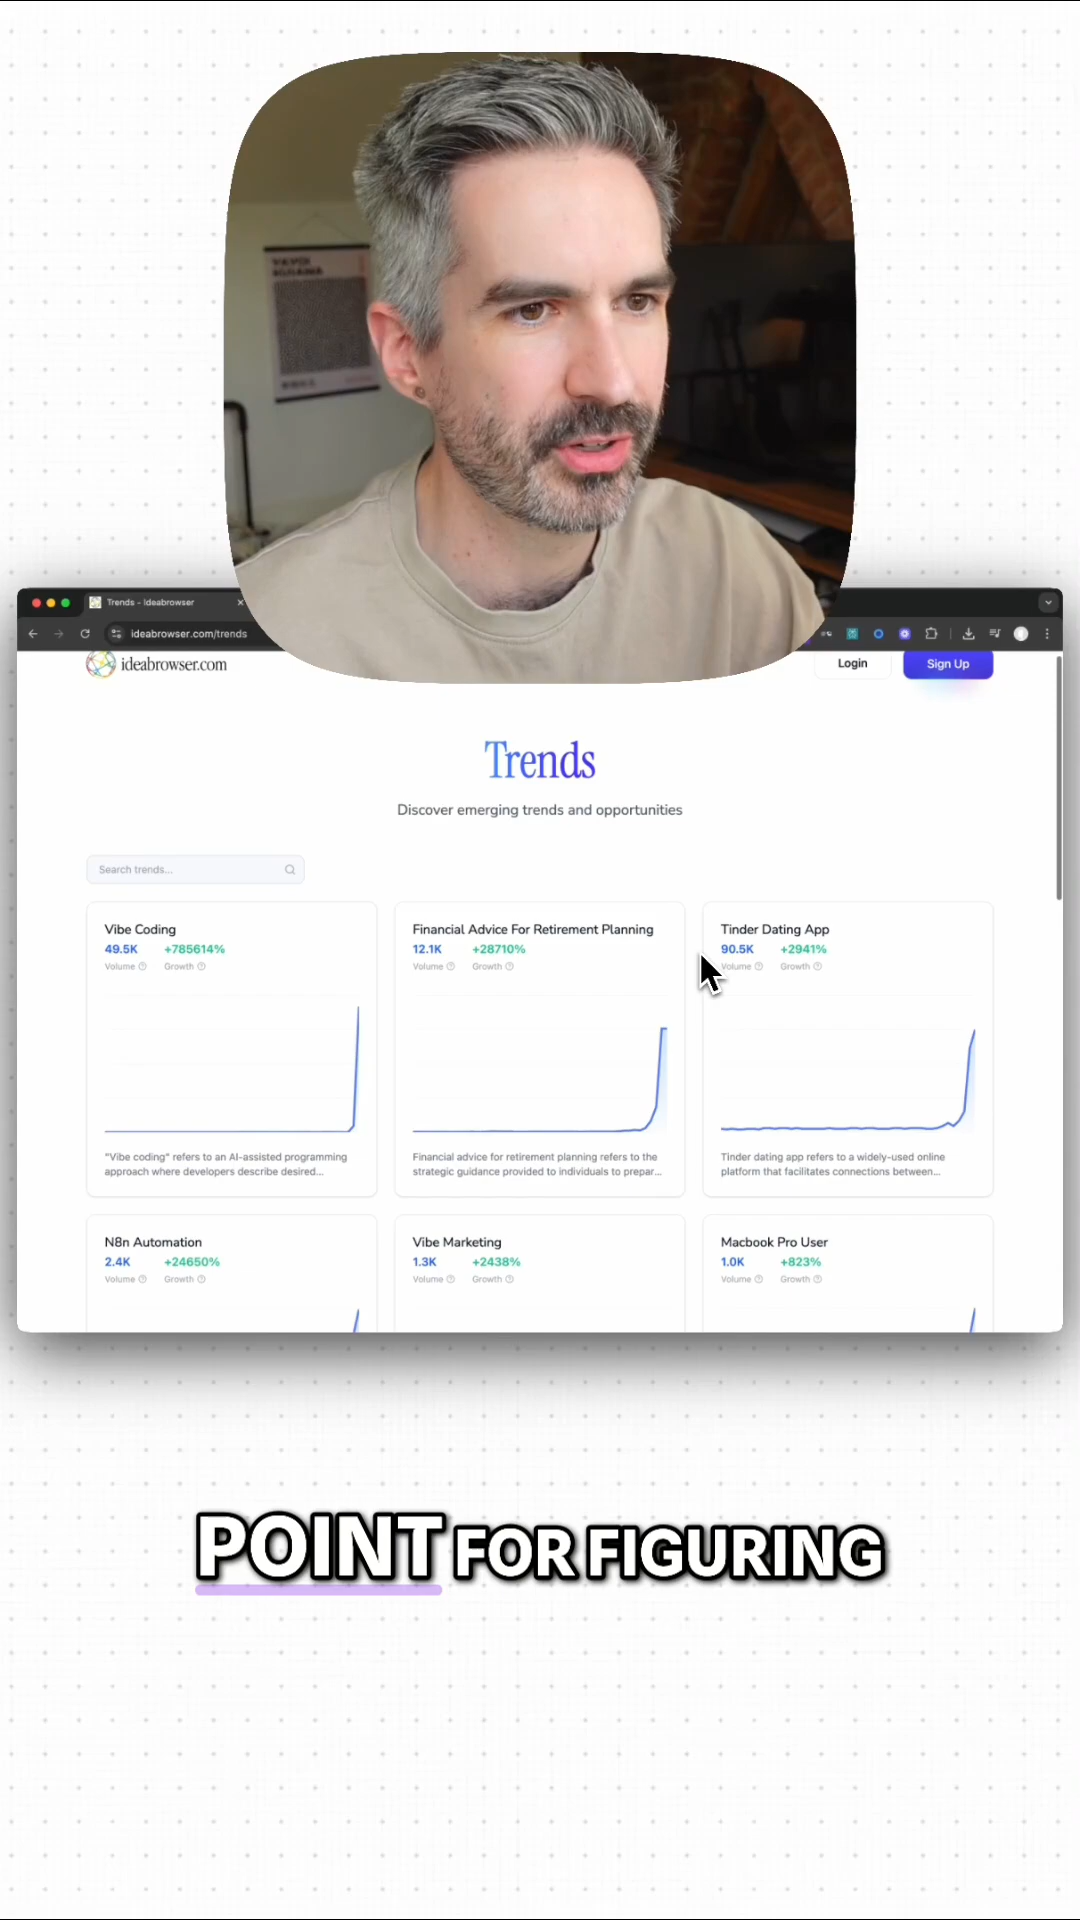 YAYOI
KUSAMA
Trends - Ideabrowser
ideabrowser.com/trends
ideabrowser.com
Login
Sign Up
Trends
Discover emerging trends and opportunities
Search trends...
Vibe Coding
49.5K +785614%
Volume Growth
"Vibe coding" refers to an AI-assisted programming
approach where developers describe desired...
Financial Advice For Retirement Planning
12.1K +28710%
Volume Growth
Financial advice for retirement planning refers to the
strategic guidance provided to individuals to prepar...
Tinder Dating App
90.5K +2941%
Volume Growth
Tinder dating app refers to a widely-used online
platform that facilitates connections between...
N8n Automation
2.4K +24650%
Volume Growth
Vibe Marketing
1.3K +2438%
Volume Growth
Macbook Pro User
1.0K +823%
Volume Growth
POINT FOR FIGURING